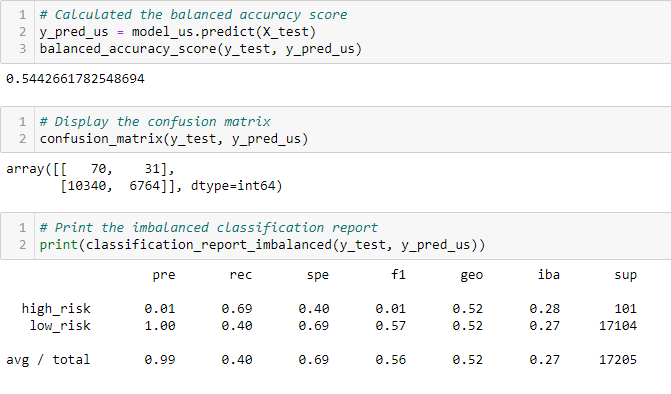 1 # Calculated the balanced accuracy score
2 y_pred_us = model_us.predict(X_test)
3 balanced_accuracy_score(y_test, y_pred_us)
0.5442661782548694
1 # Display the confusion matrix
2 confusion_matrix(y_test, y_pred_us)
array([[   70,    31],
       [10340,  6764]], dtype=int64)
1 # Print the imbalanced classification report
2 print(classification_report_imbalanced(y_test, y_pred_us))
pre rec spe f1 geo iba sup
high_risk 0.01 0.69 0.40 0.01 0.52 0.28 101
low_risk 1.00 0.40 0.69 0.57 0.52 0.27 17104
avg / total 0.99 0.40 0.69 0.56 0.52 0.27 17205